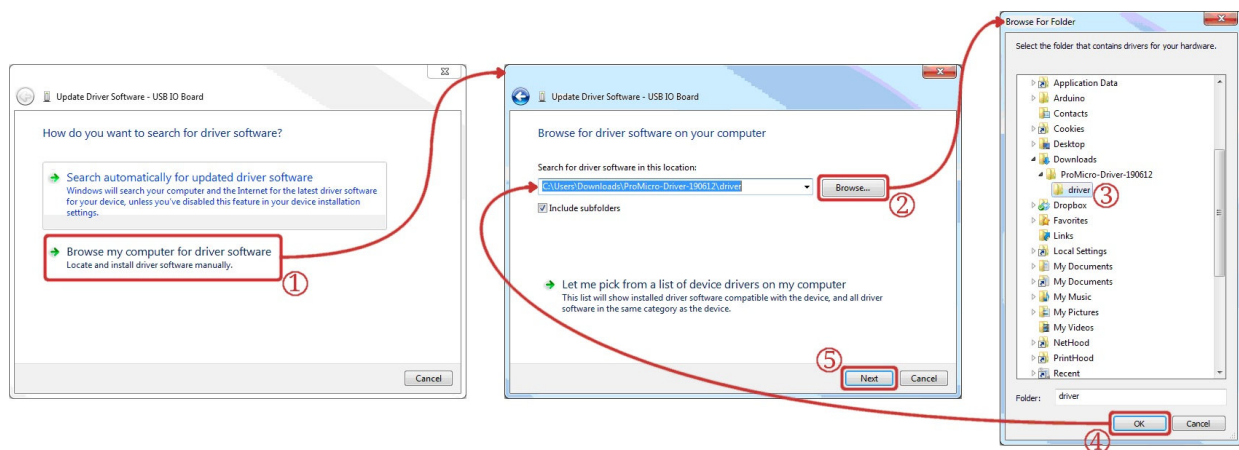 Update Driver Software - USB IO Board
How do you want to search for driver software?
Search automatically for updated driver software
Windows will search your computer and the Internet for the latest driver software
for your device, unless you've disabled this feature in your device installation
settings.
Browse my computer for driver software
Locate and install driver software manually.
①
Cancel
Update Driver Software - USB IO Board
Browse for driver software on your computer
Search for driver software in this location:
C:\Users\Downloads\ProMicro-Driver-190612\driver
Browse...
②
Include subfolders
Let me pick from a list of device drivers on my computer
This list will show installed driver software compatible with the device, and all driver
software in the same category as the device.
⑤
Next
Cancel
Browse For Folder
Select the folder that contains drivers for your hardware.
Application Data
Arduino
Contacts
Cookies
Desktop
Downloads
ProMicro-Driver-190612
driver
③
Dropbox
Favorites
Links
Local Settings
My Documents
My Documents
My Music
My Pictures
My Videos
NetHood
PrintHood
Recent
Folder: driver
OK
Cancel
④